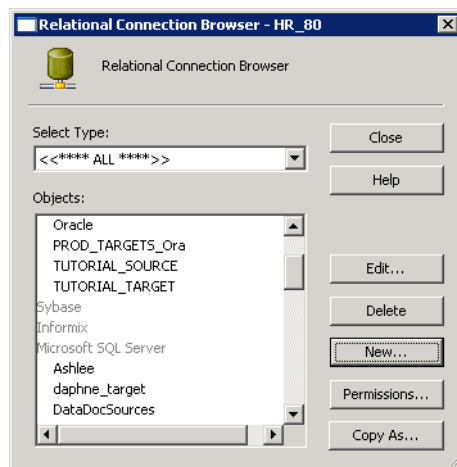 Relational Connection Browser - HR_80
Relational Connection Browser
Select Type:
<<**** ALL ****>>
Close
Help
Objects:
Oracle
PROD_TARGETS_Ora
TUTORIAL_SOURCE
TUTORIAL_TARGET
Sybase
Informix
Microsoft SQL Server
Ashlee
daphne_target
DataDocSources
Edit...
Delete
New...
Permissions...
Copy As...